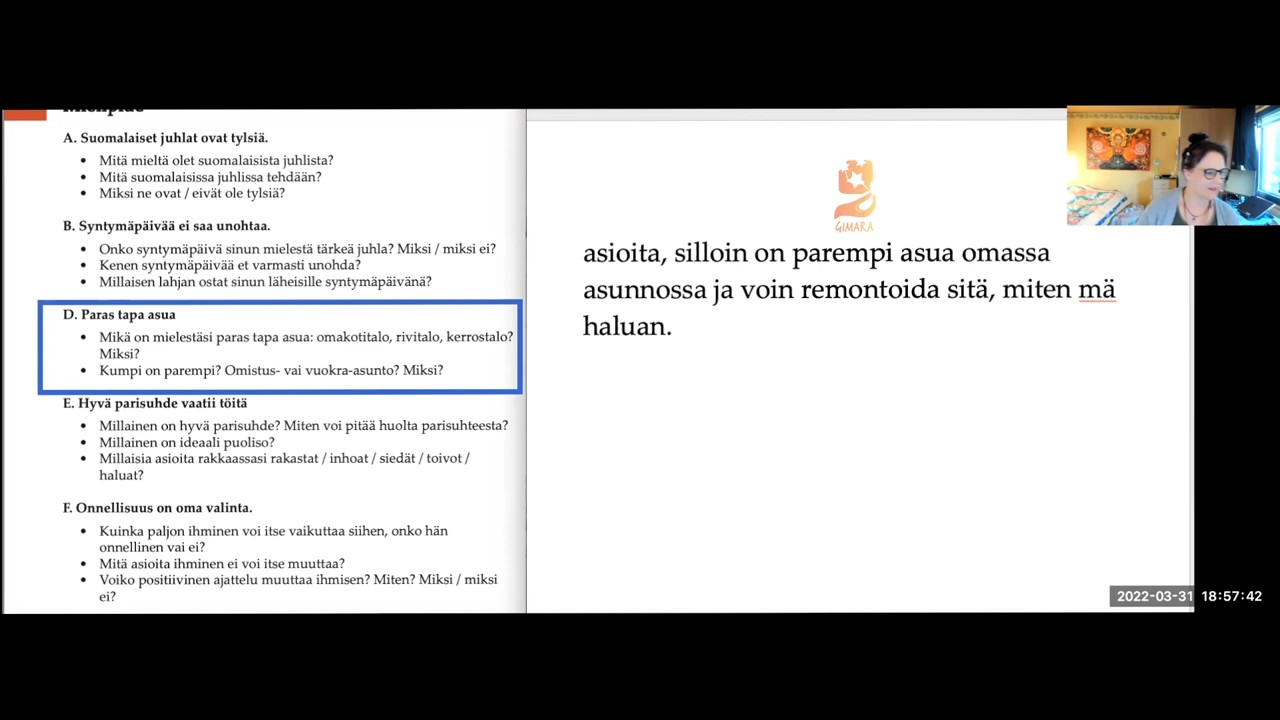 A. Suomalaiset juhlat ovat tylsiä.
• Mitä mieltä olet suomalaisista juhlista?
• Mitä suomalaisissa juhlissa tehdään?
• Miksi ne ovat / eivät ole tylsiä?
B. Syntymäpäivää ei saa unohtaa.
• Onko syntymäpäivä sinun mielestä tärkeä juhla? Miksi / miksi ei?
• Kenen syntymäpäivää et varmasti unohda?
• Millaisen lahjan ostat sinun läheisille syntymäpäivänä?
D. Paras tapa asua
• Mikä on mielestäsi paras tapa asua: omakotitalo, rivitalo, kerrostalo?
Miksi?
• Kumpi on parempi? Omistus- vai vuokra-asunto? Miksi?
E. Hyvä parisuhde vaatii töitä
• Millainen on hyvä parisuhde? Miten voi pitää huolta parisuhteesta?
• Millainen on ideaali puoliso?
• Millaisia asioita rakkaassasi rakastat / inhoat / siedät / toivot /
haluat?
F. Onnellisuus on oma valinta.
• Kuinka paljon ihminen voi itse vaikuttaa siihen, onko hän
onnellinen vai ei?
• Mitä asioita ihminen ei voi itse muuttaa?
• Voiko positiivinen ajattelu muuttaa ihmisen? Miten? Miksi / miksi
ei?
GIMARA
asioita, silloin on parempi asua omassa
asunnossa ja voin remontoida sitä, miten mä
haluan.
2022-03-31 18:57:42